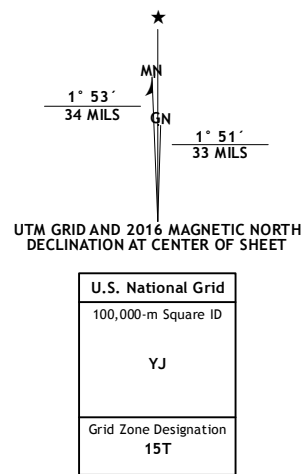 ★
MN
1° 53´
34 MILS
GN
1° 51´
33 MILS
UTM GRID AND 2016 MAGNETIC NORTH
DECLINATION AT CENTER OF SHEET
U.S. National Grid
100,000-m Square ID
YJ
Grid Zone Designation
15T